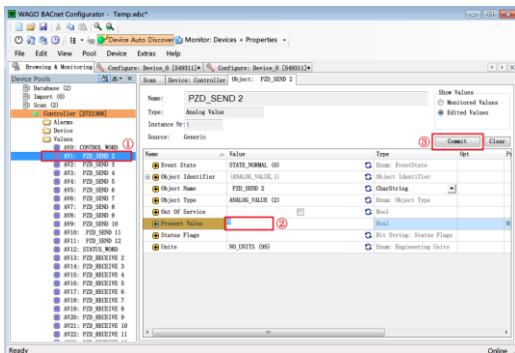 WAGO BACnet Configurator - Temp.wbc*
Device Auto Discover Monitor: Devices + Properties
File Edit View Pool Device Extras Help
Browsing & Monitoring Configure: Device_0 [549311]* Configure: Device_0 [549311]*
Device Pools
Scan Device: Controller Object: PZD_SEND 2
Database (2)
Import (0)
Scan (2)
Controller [2721366]
Alarms
Device
Values
AV0: CONTROL_WORD
①
AV1: PZD_SEND 2
AV2: PZD_SEND 3
AV3: PZD_SEND 4
AV4: PZD_SEND 5
AV5: PZD_SEND 6
AV6: PZD_SEND 7
AV7: PZD_SEND 8
AV8: PZD_SEND 9
AV9: PZD_SEND 10
AV10: PZD_SEND 11
AV11: PZD_SEND 12
AV12: STATUS_WORD
AV13: PZD_RECEIVE 2
AV14: PZD_RECEIVE 3
AV15: PZD_RECEIVE 4
AV16: PZD_RECEIVE 5
AV17: PZD_RECEIVE 6
AV18: PZD_RECEIVE 7
AV19: PZD_RECEIVE 8
AV20: PZD_RECEIVE 9
AV21: PZD_RECEIVE 10
AV22: PZD_RECEIVE 11
Name: PZD_SEND 2
Type: Analog Value
Instance Nr: 1
Source: Generic
Show Values
Monitored Values
Edited Values
③ Commit Clear
Name Value Type Opt
Event State STATE_NORMAL (0) Enum: EventState
Object Identifier (ANALOG_VALUE,1) Object Identifier
Object Name PZD_SEND 2 CharString
Object Type ANALOG_VALUE (2) Enum: Object Type
Out Of Service Bool
Present Value ② Real 0
Status Flags Bit String: Status Flags
Units NO_UNITS (95) Enum: Engineering Units
Ready Online